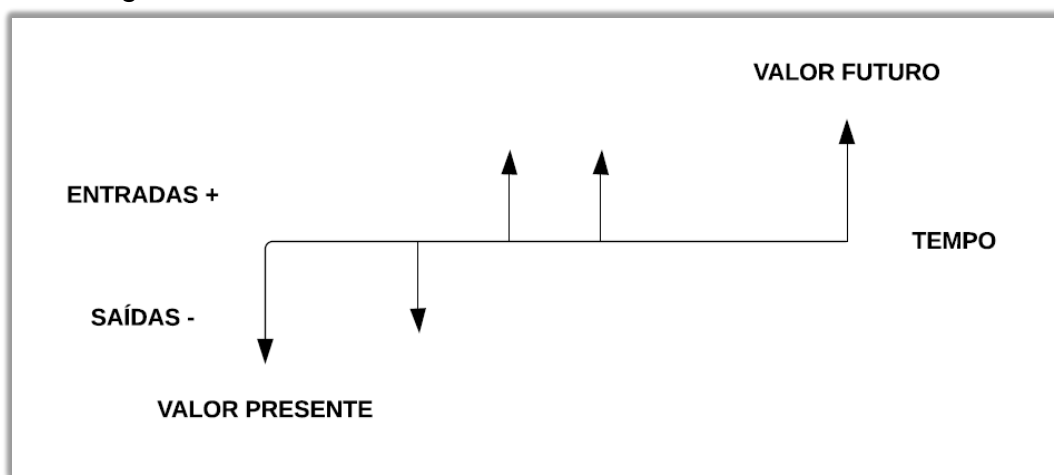 VALOR FUTURO
ENTRADAS +
TEMPO
SAÍDAS -
VALOR PRESENTE